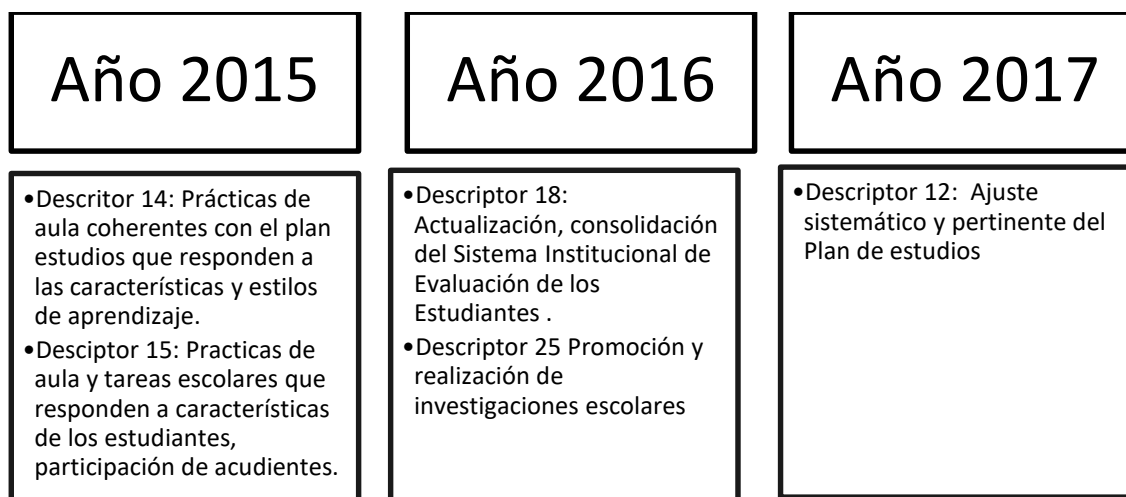 Año 2015
•Descritor 14: Prácticas de
aula coherentes con el plan
estudios que responden a
las características y estilos
de aprendizaje.
•Desciptor 15: Practicas de
aula y tareas escolares que
responden a características
de los estudiantes,
participación de acudientes.
Año 2016
•Descriptor 18:
Actualización, consolidación
del Sistema Institucional de
Evaluación de los
Estudiantes .
•Descriptor 25 Promoción y
realización de
investigaciones escolares
Año 2017
•Descriptor 12:  Ajuste
sistemático y pertinente del
Plan de estudios